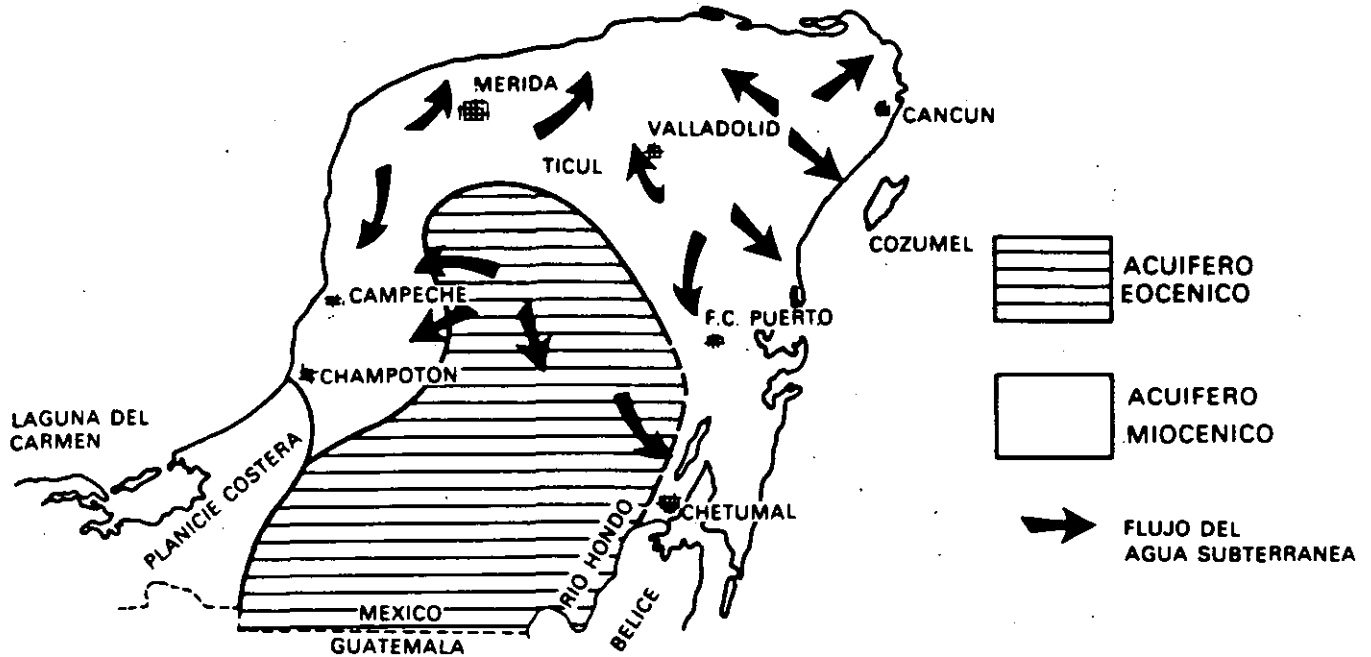 MERIDA
CANCUN
VALLADOLID
TICUL
COZUMEL
ACUIFERO
EOCENICO
CAMPECHE
F.C. PUERTO
CHAMPOTON
ACUIFERO
MIOCENICO
LAGUNA DEL
CARMEN
PLANICIE COSTERA
CHETUMAL
RIO HONDO
FLUJO DEL
AGUA SUBTERRANEA
MEXICO
GUATEMALA
BELICE